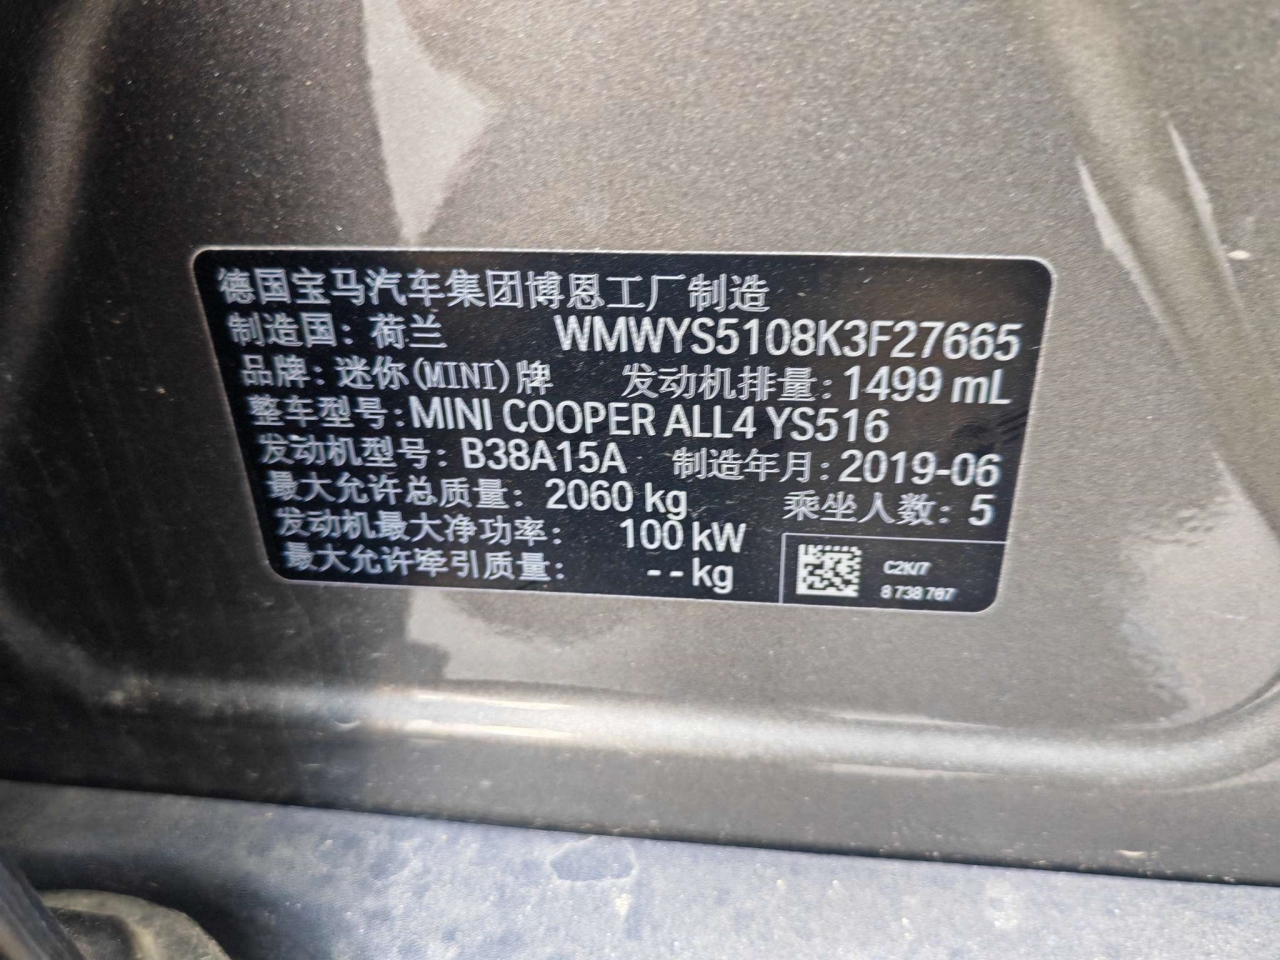 德国宝马汽车集团博恩工厂制造
制造国：荷兰 WMWYS5108K3F27665
品牌：迷你(MINI)牌 发动机排量：1499 mL
整车型号：MINI COOPER ALL4 YS516
发动机型号：B38A15A 制造年月：2019-06
最大允许总质量：2060 kg 乘坐人数：5
发动机最大净功率：100 kW
最大允许牵引质量：--kg
C2K/7
8 738 767